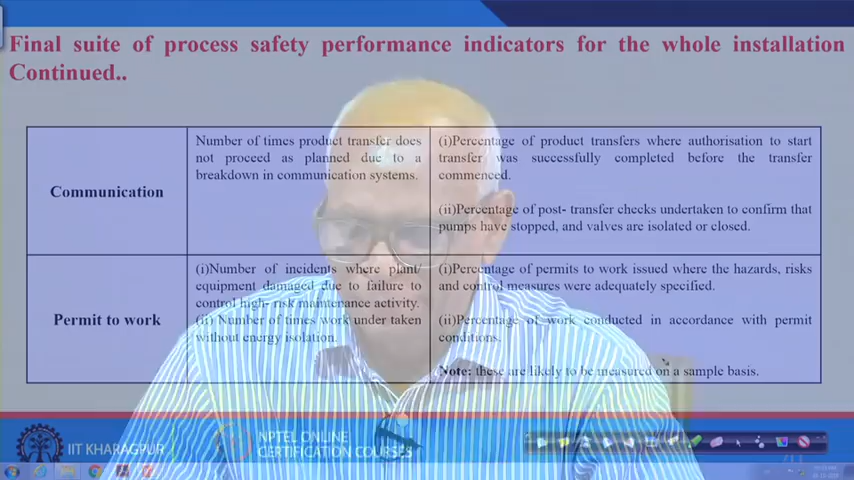 Final suite of process safety performance indicators for the whole installation
Continued..
Communication
Number of times product transfer does
not proceed as planned due to a
breakdown in communication systems.
(i)Percentage of product transfers where authorisation to start
transfer was successfully completed before the transfer
commenced.
(ii)Percentage of post- transfer checks undertaken to confirm that
pumps have stopped, and valves are isolated or closed.
Permit to work
(i)Number of incidents where plant/
equipment damaged due to failure to
control high- risk maintenance activity.
(ii) Number of times work under taken
without energy isolation.
(i)Percentage of permits to work issued where the hazards, risks
and control measures were adequately specified.
(ii)Percentage of work conducted in accordance with permit
conditions.
Note: these are likely to be measured on a sample basis.
IIT KHARAGPUR
NPTEL ONLINE
CERTIFICATION COURSES